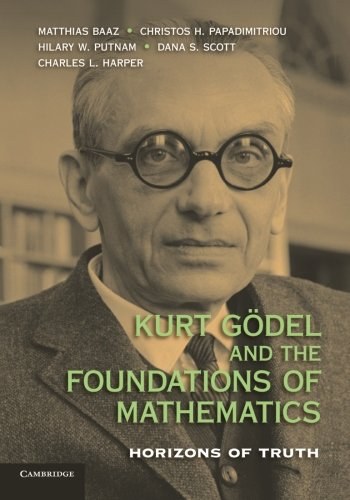 MATTHIAS BAAZ • CHRISTOS H. PAPADIMITRIOU
HILARY W. PUTNAM • DANA S. SCOTT
CHARLES L. HARPER
KURT GÖDEL
AND THE
FOUNDATIONS OF
MATHEMATICS
HORIZONS OF TRUTH
CAMBRIDGE